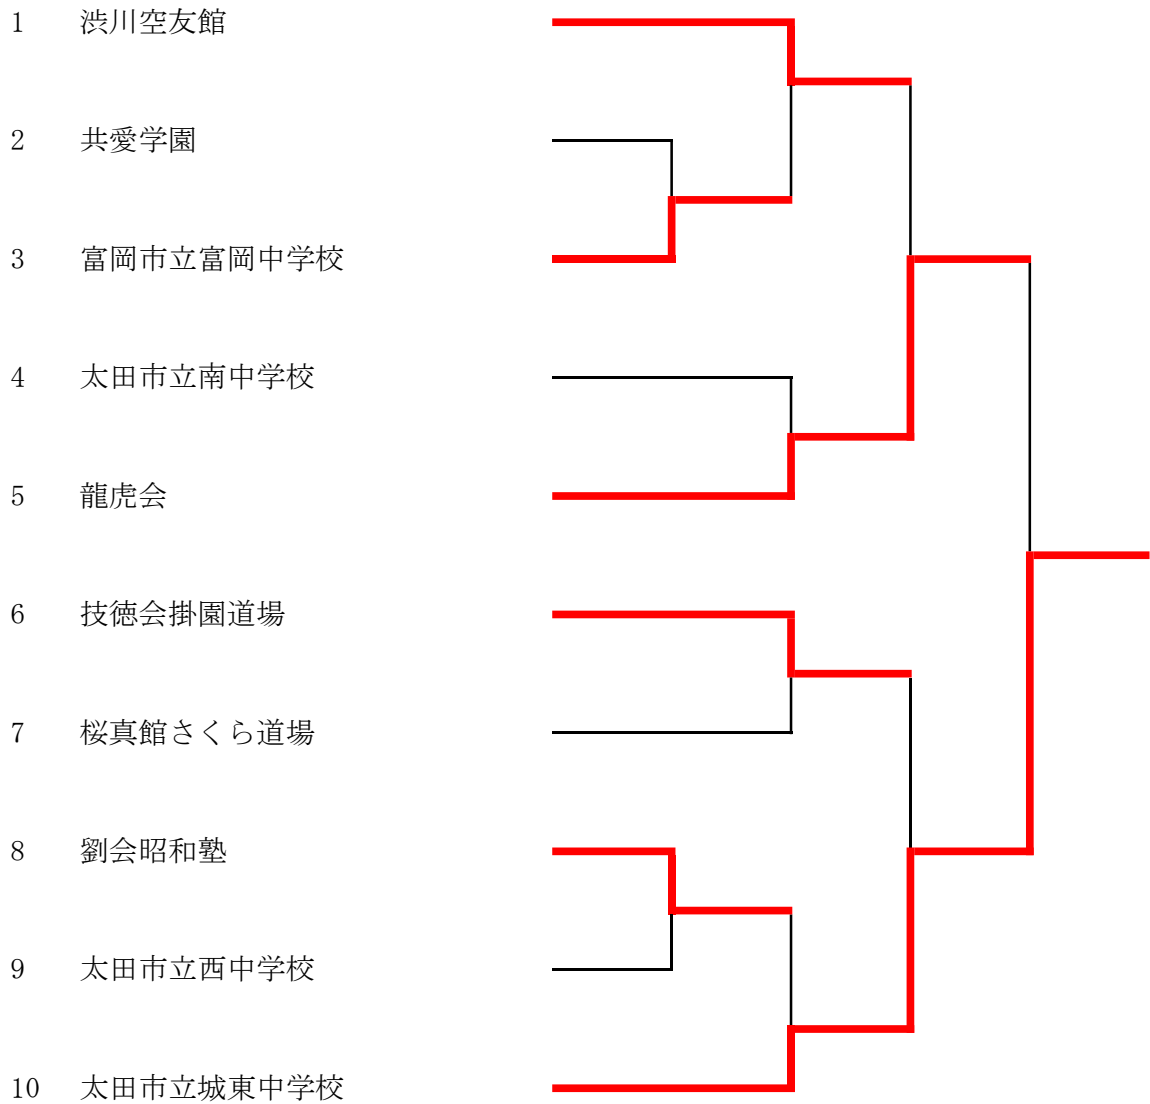 1 渋川空友館
2 共愛学園
3 富岡市立富岡中学校
4 太田市立南中学校
5 龍虎会
6 技徳会掛園道場
7 桜真館さくら道場
8 劉会昭和塾
9 太田市立西中学校
10 太田市立城東中学校